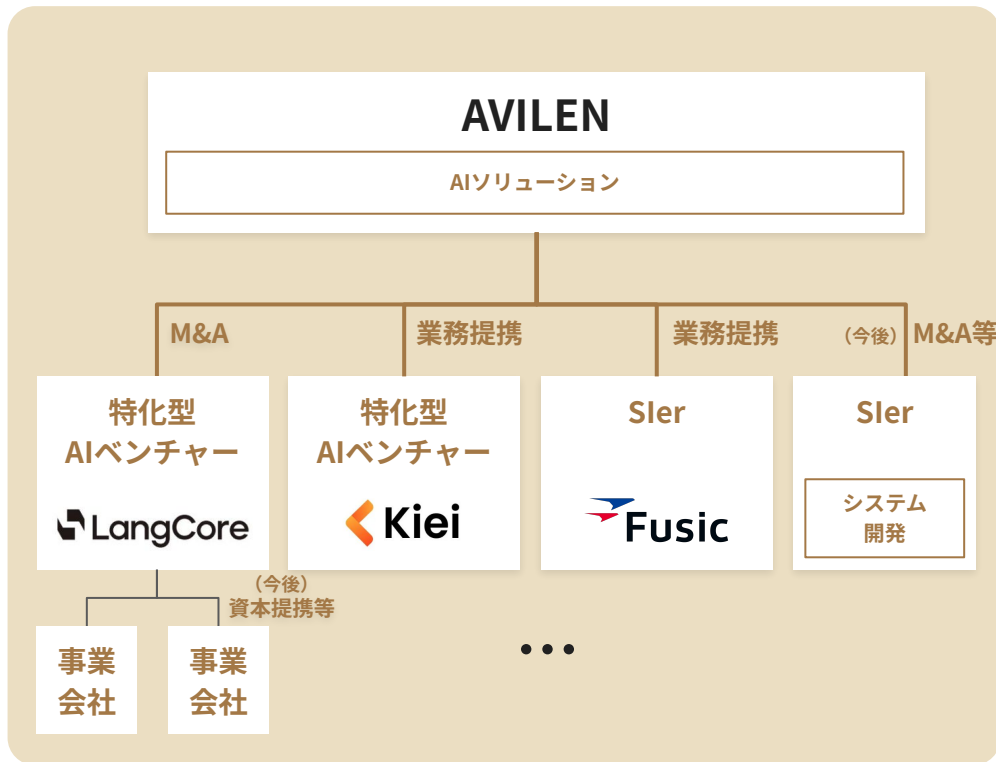 AVILEN
AIソリューション
M&A
業務提携
業務提携
（今後）M&A等
特化型
AIベンチャー
LangCore
特化型
AIベンチャー
Kiei
SIer
Fusic
SIer
システム
開発
（今後）
資本提携等
事業
会社
事業
会社
•••